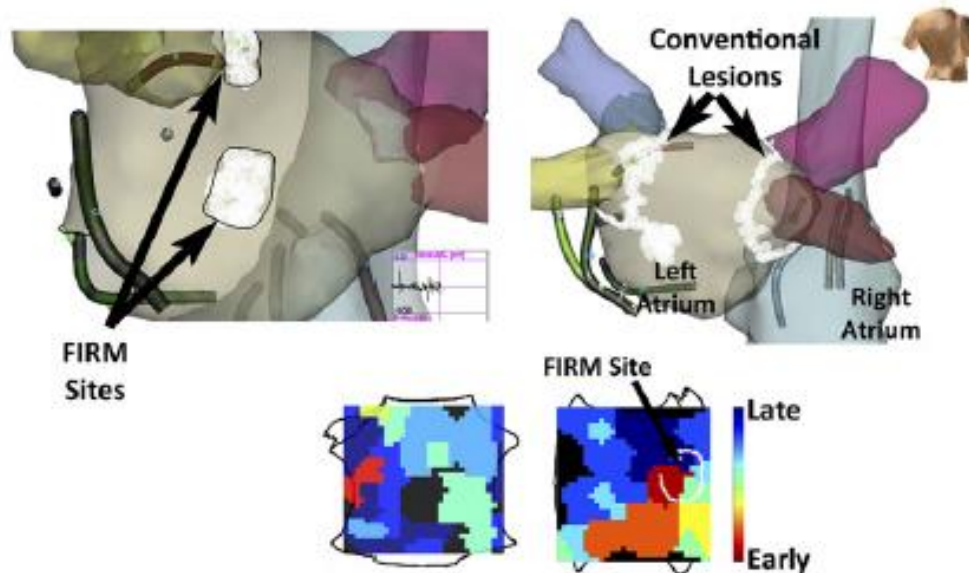 Conventional
Lesions
FIRM
Sites
Left
Atrium
Right
Atrium
FIRM Site
Late
Early